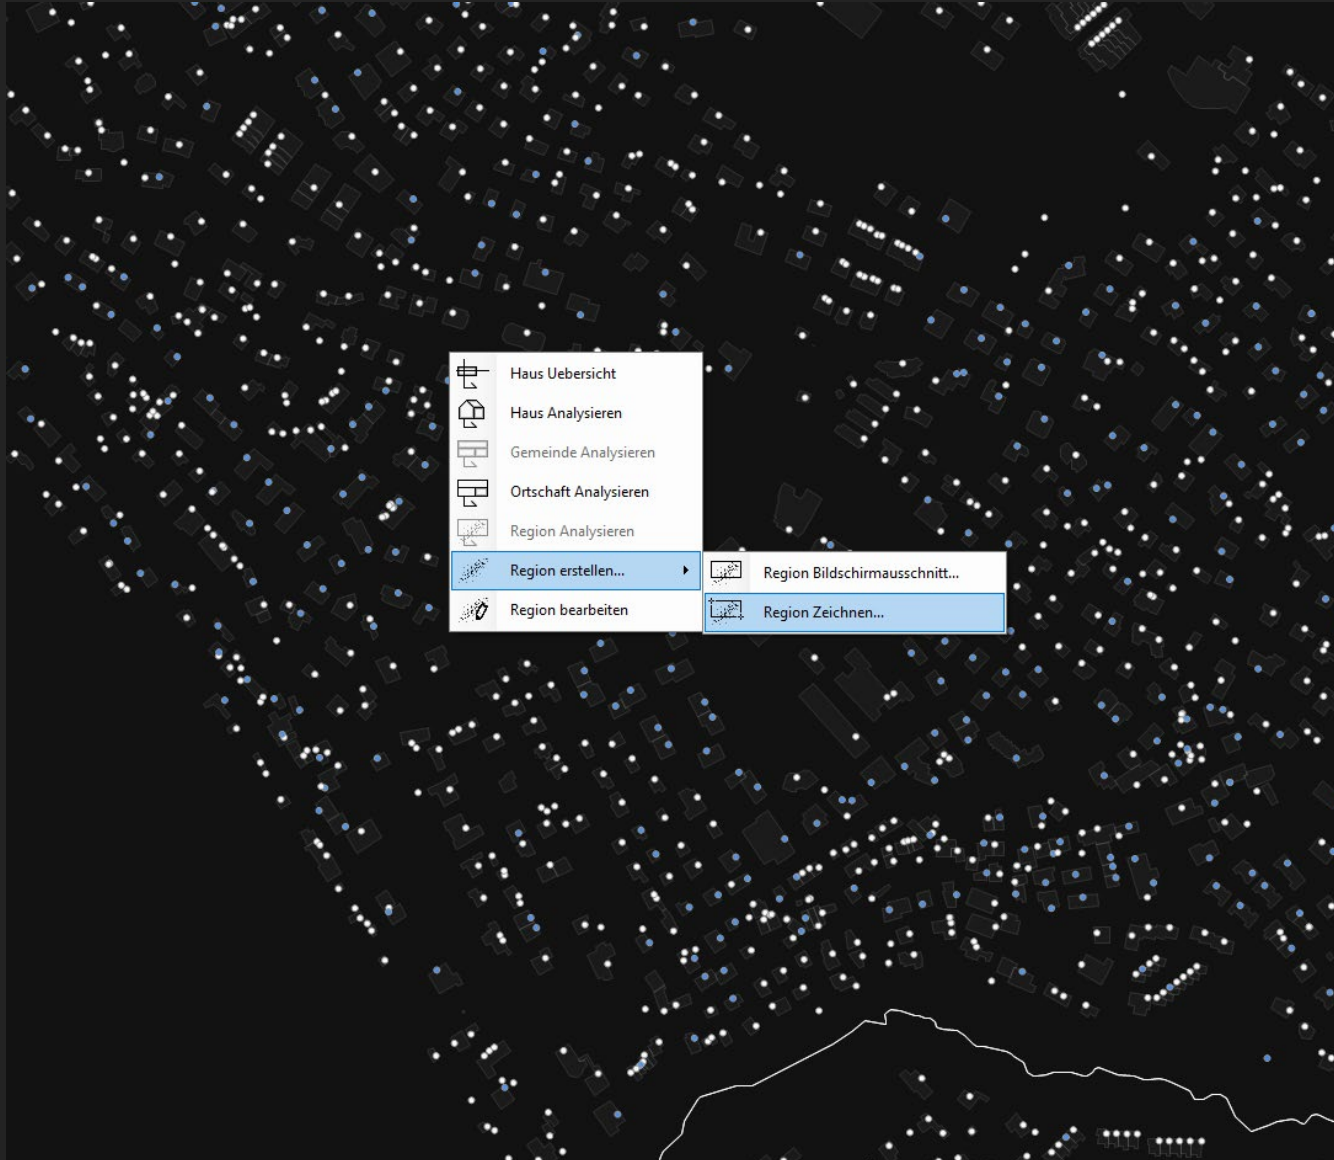 Haus Uebersicht
Haus Analysieren
Gemeinde Analysieren
Ortschaft Analysieren
Region Analysieren
Region erstellen...
Region bearbeiten
Region Bildschirmausschnitt...
Region Zeichnen...